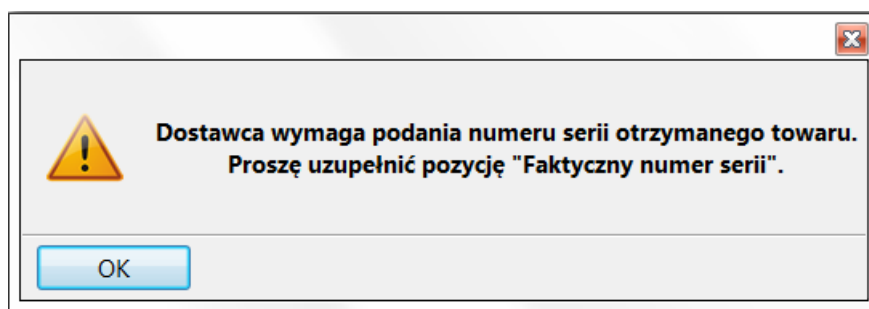 Dostawca wymaga podania numeru serii otrzymanego towaru.
Proszę uzupełnić pozycję "Faktyczny numer serii".
OK